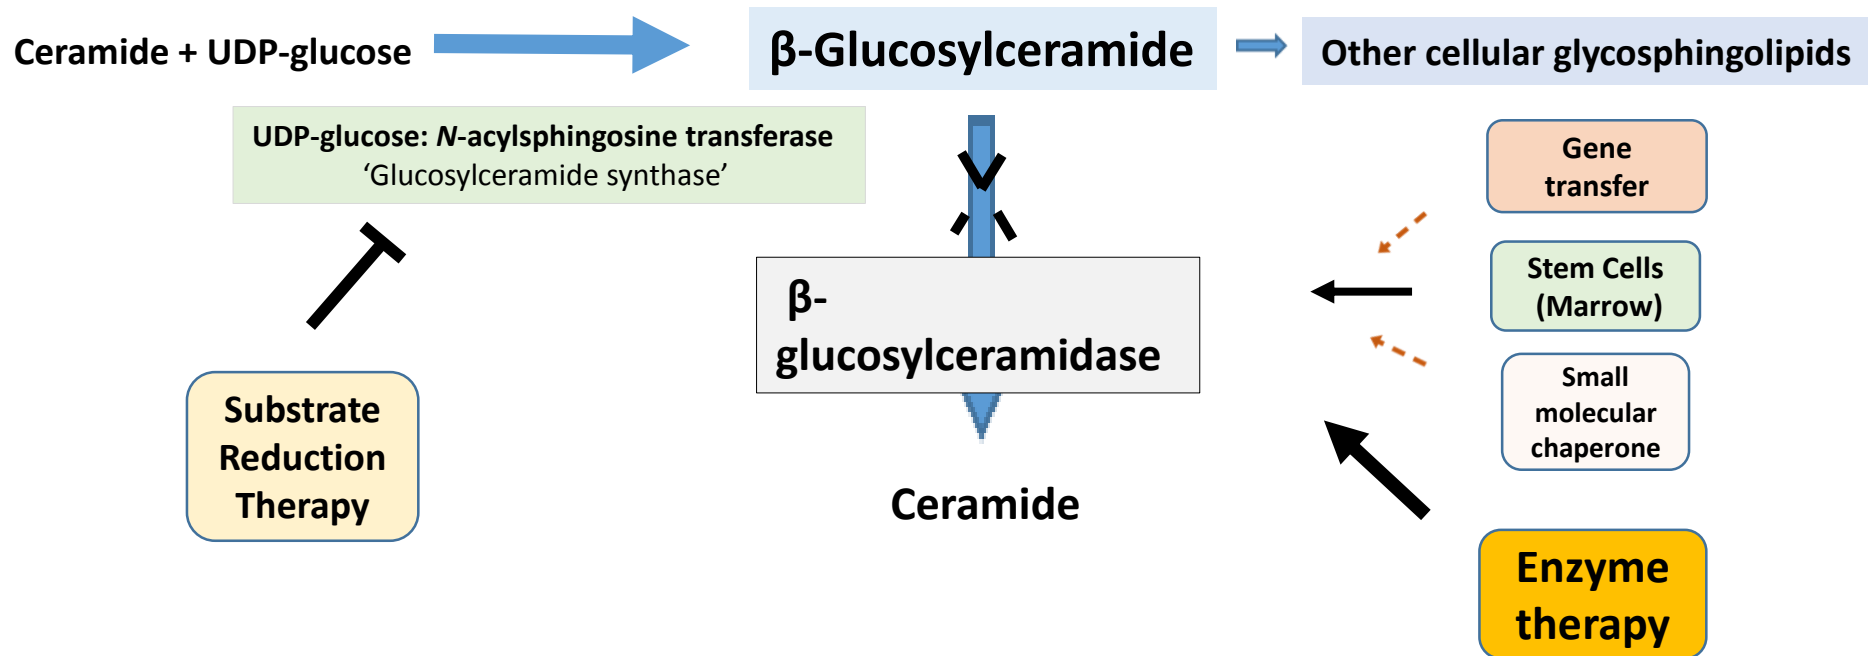 Ceramide + UDP-glucose
β-Glucosylceramide
Other cellular glycosphingolipids
UDP-glucose: N-acylsphingosine transferase
‘Glucosylceramide synthase’
Gene
transfer
Stem Cells
(Marrow)
β-
glucosylceramidase
Small
molecular
chaperone
Substrate
Reduction
Therapy
Ceramide
Enzyme
therapy